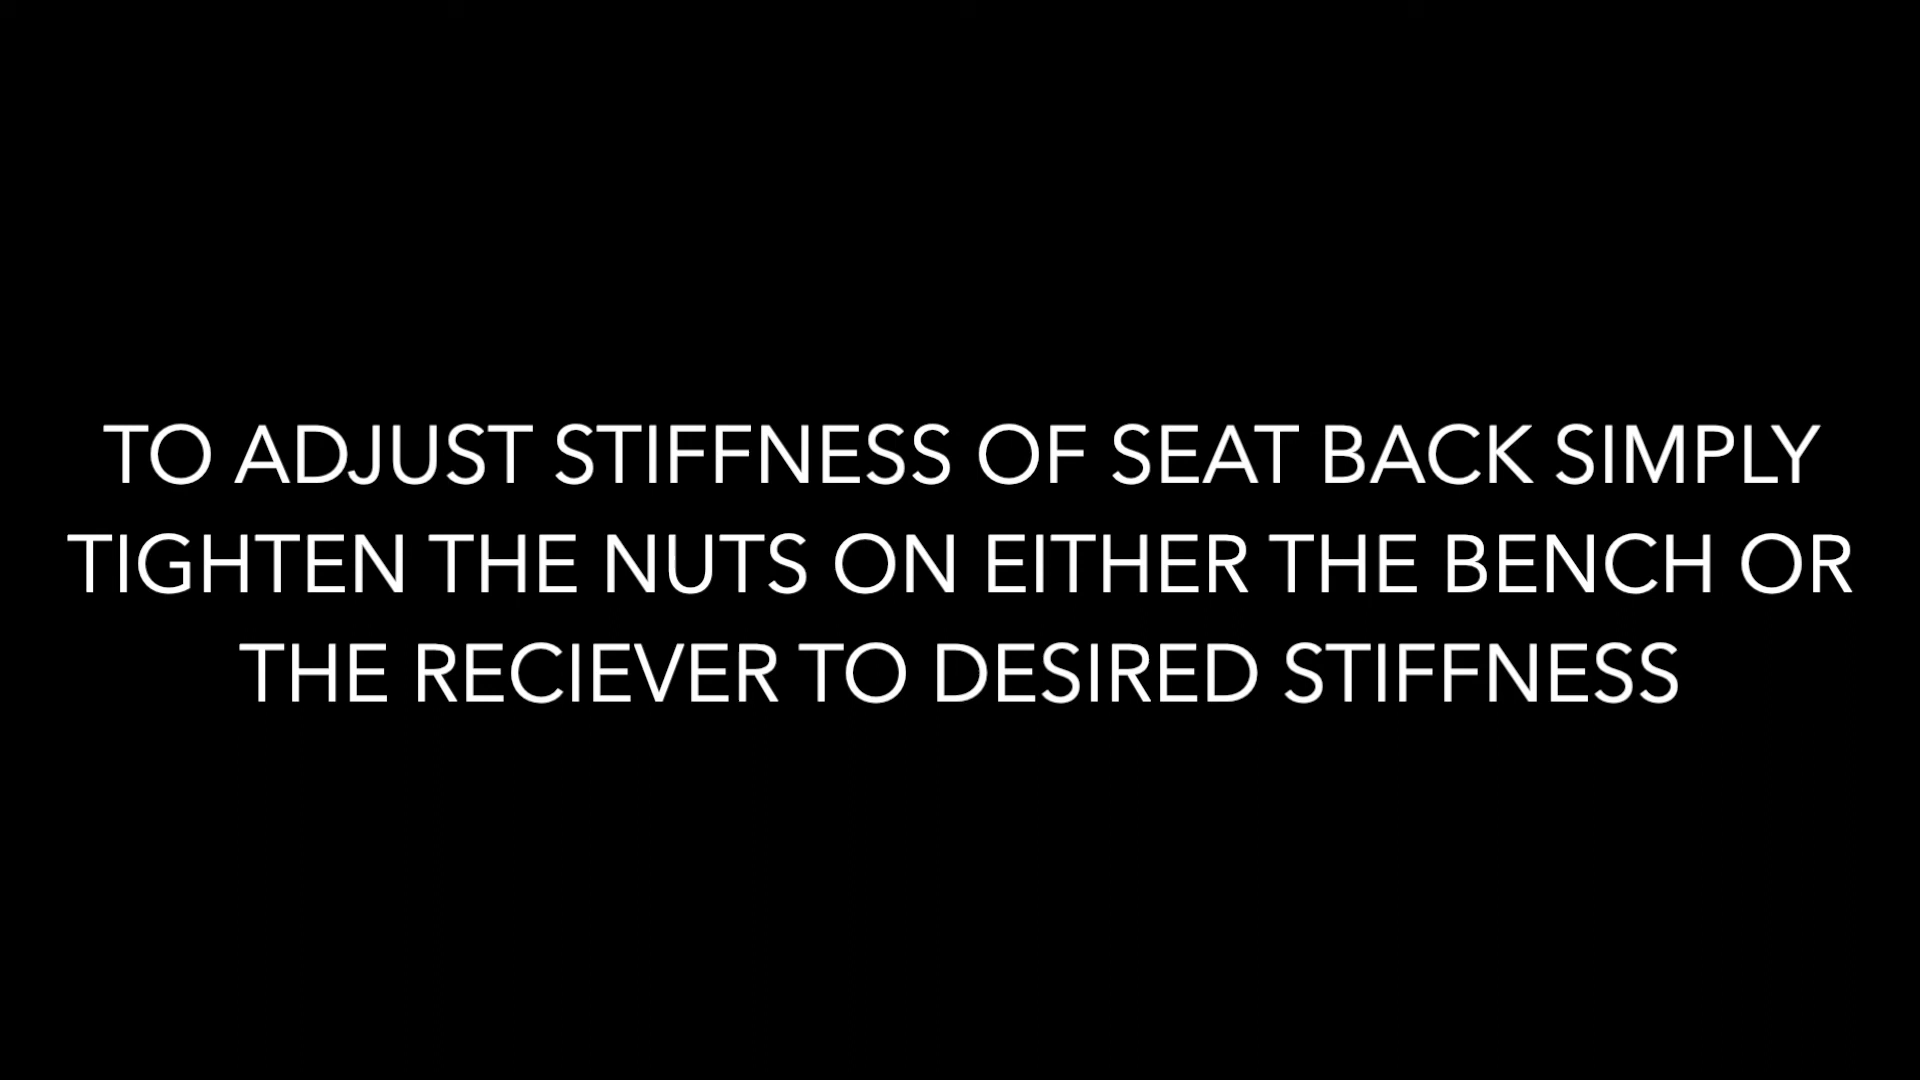 TO ADJUST STIFFNESS OF SEAT BACK SIMPLY
TIGHTEN THE NUTS ON EITHER THE BENCH OR
THE RECIEVER TO DESIRED STIFFNESS